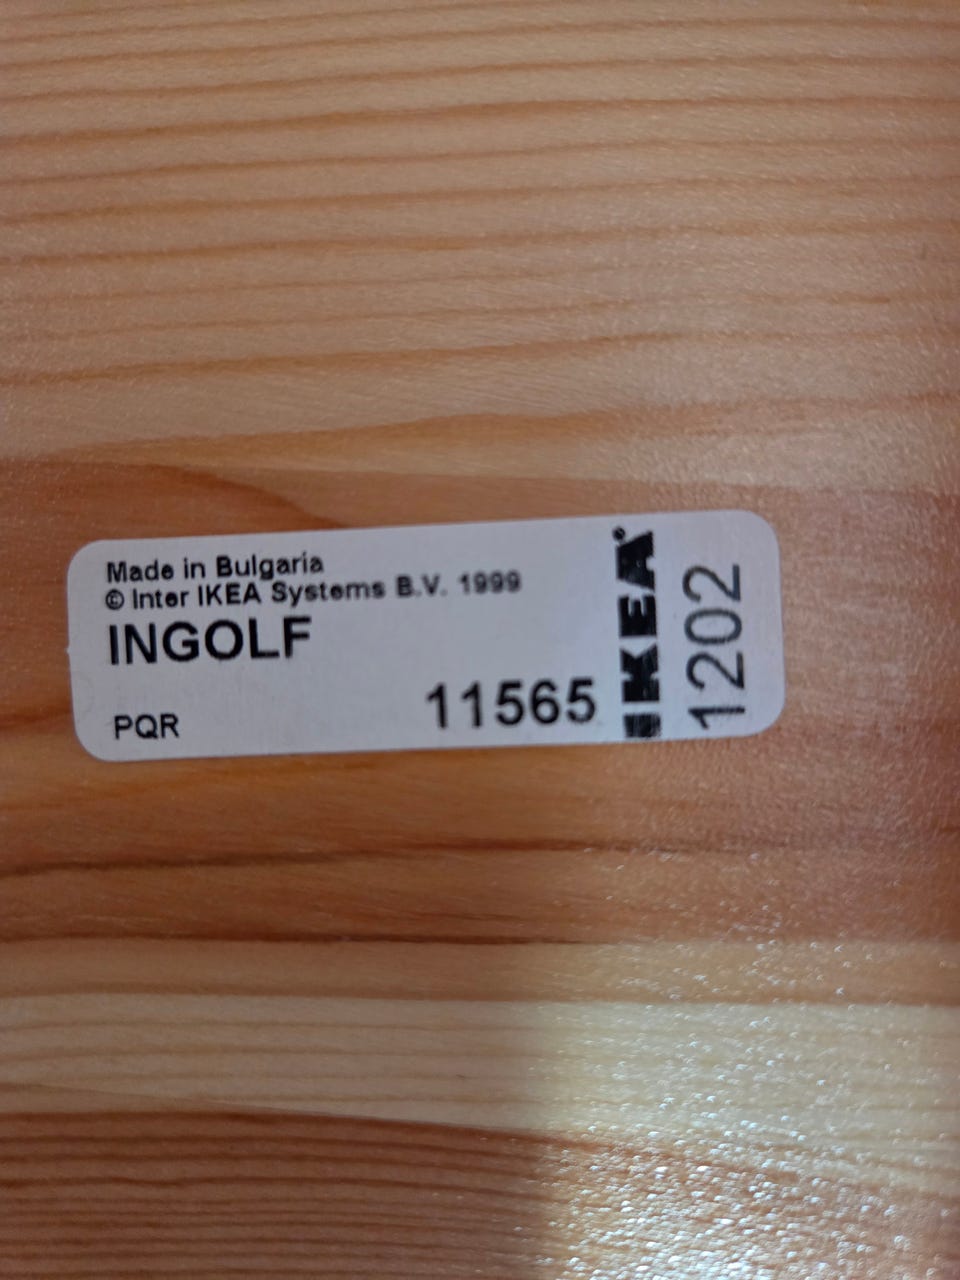 Made in Bulgaria
© Inter IKEA Systems B.V. 1999
INGOLF
PQR
11565
IKEA®
1202